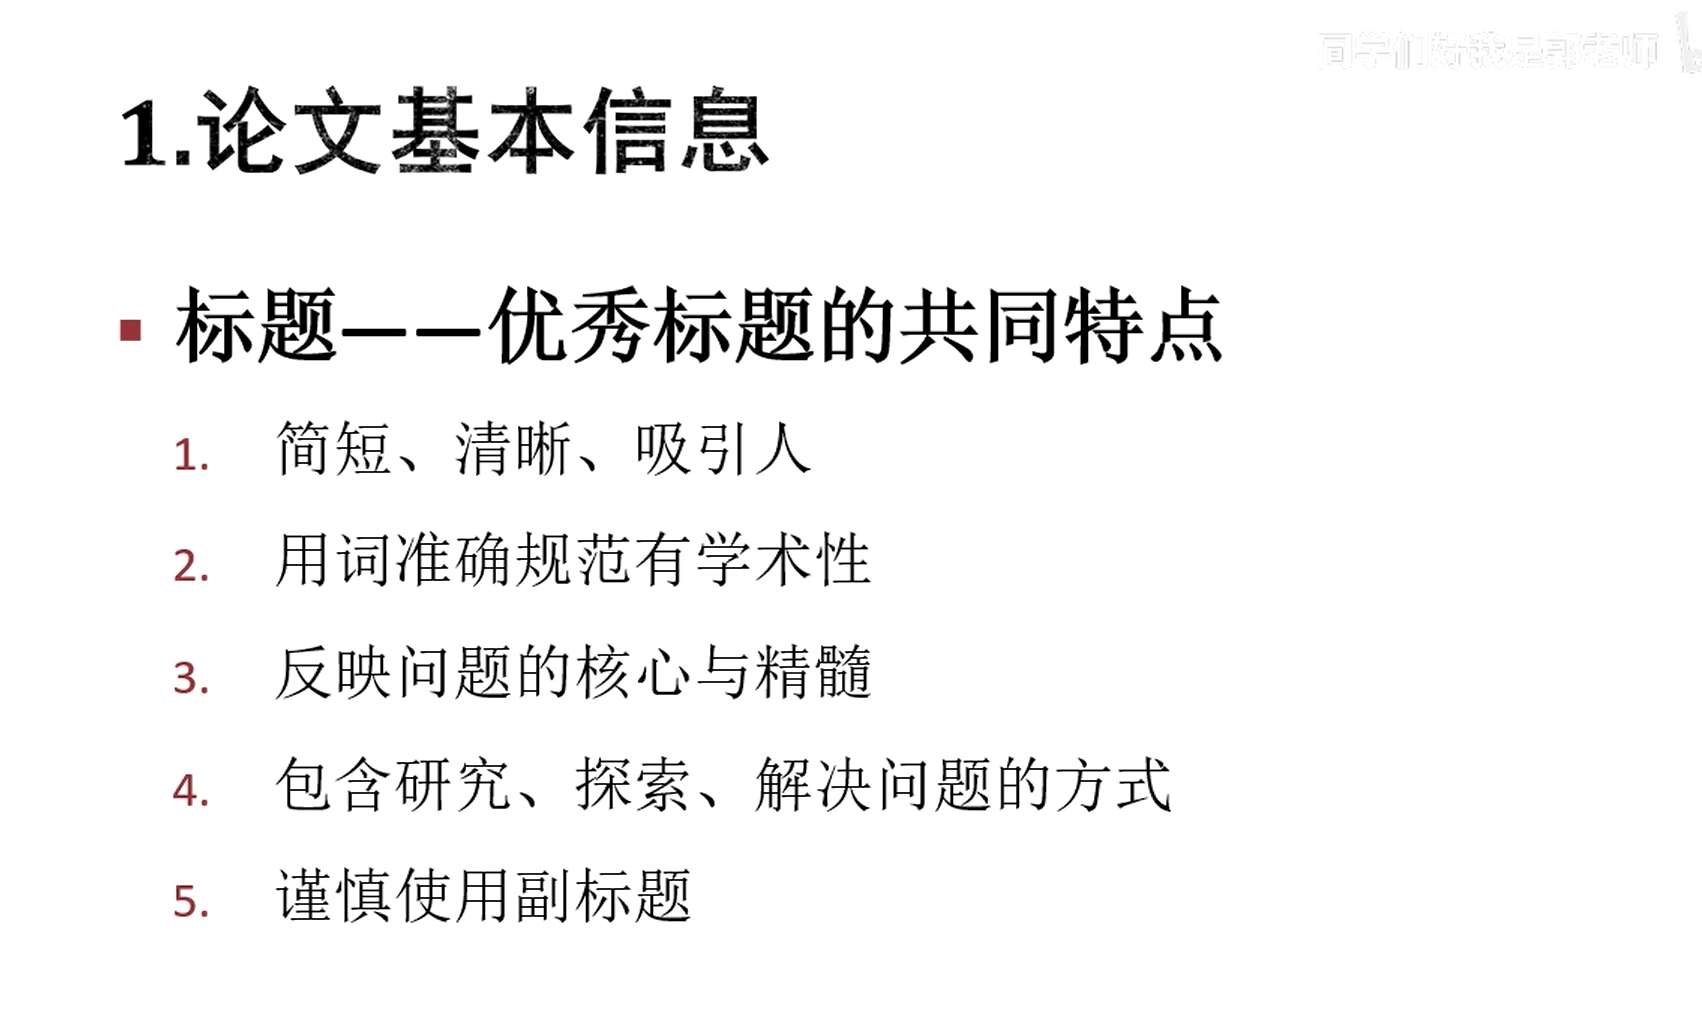 同学们好我是郭老师
1.论文基本信息
▪ 标题——优秀标题的共同特点
1. 简短、清晰、吸引人
2. 用词准确规范有学术性
3. 反映问题的核心与精髓
4. 包含研究、探索、解决问题的方式
5. 谨慎使用副标题